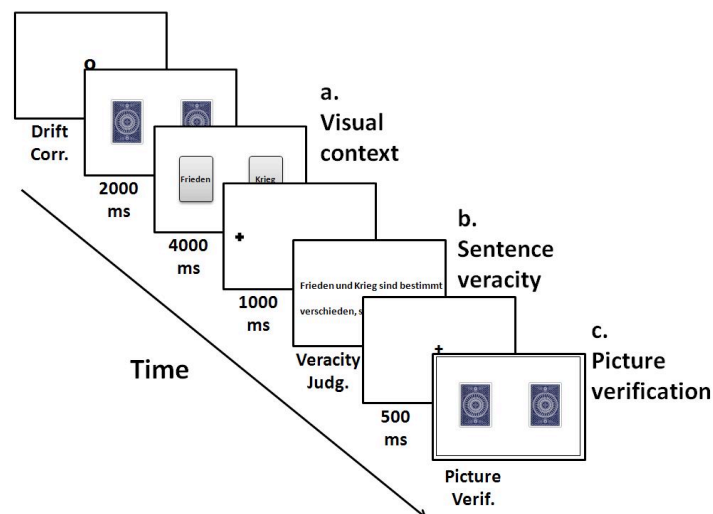 o
Drift
Corr.
a.
Visual
context
2000
ms
Frieden
Krieg
4000
ms
+
1000
ms
b.
Sentence
veracity
Frieden und Krieg sind bestimmt
verschieden, s
Veracity
Judg.
+
500
ms
c.
Picture
verification
Picture
Verif.
Time